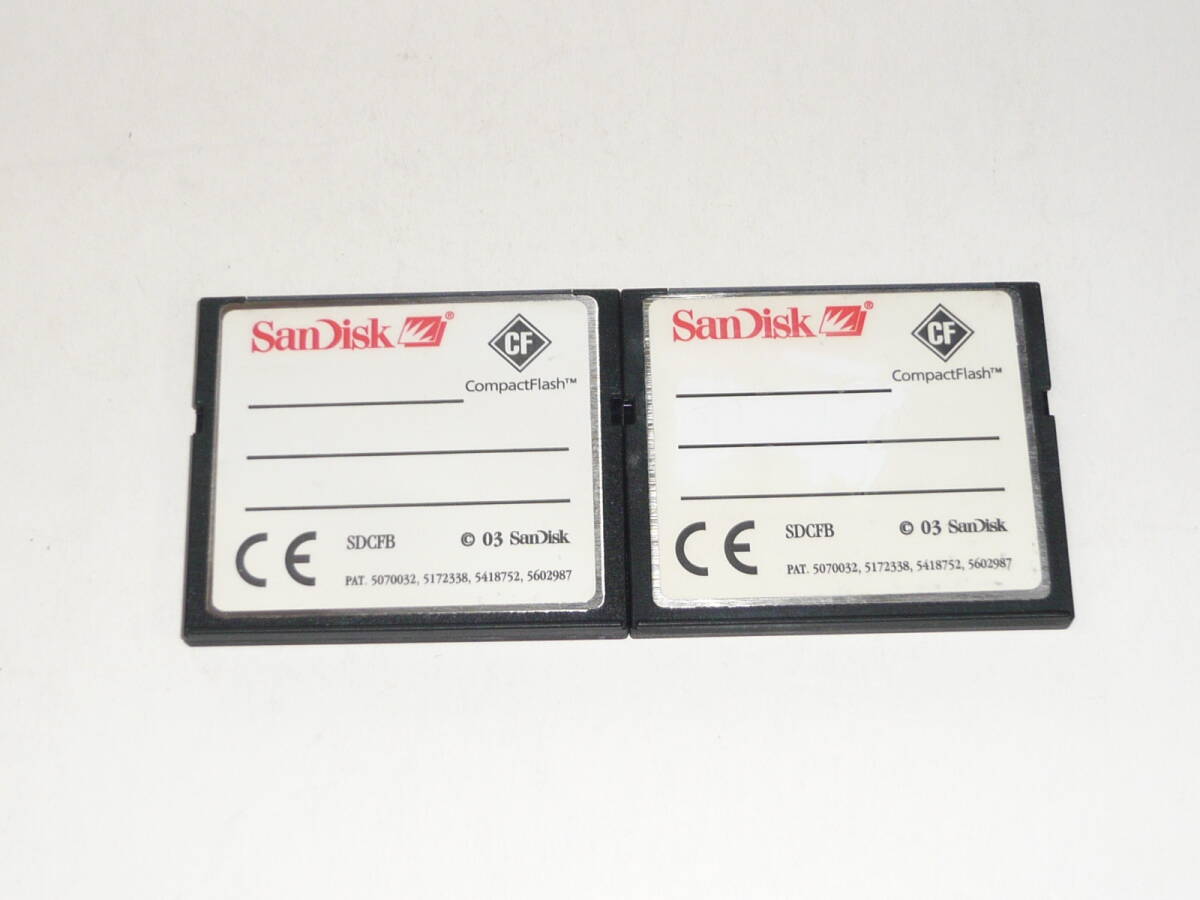 SanDisk ®
CF
CompactFlash™
CE SDCFB © 03 SanDisk
PAT. 5070032, 5172338, 5418752, 5602987
SanDisk ®
CF
CompactFlash™
CE SDCFB © 03 SanDisk
PAT. 5070032, 5172338, 5418752, 5602987